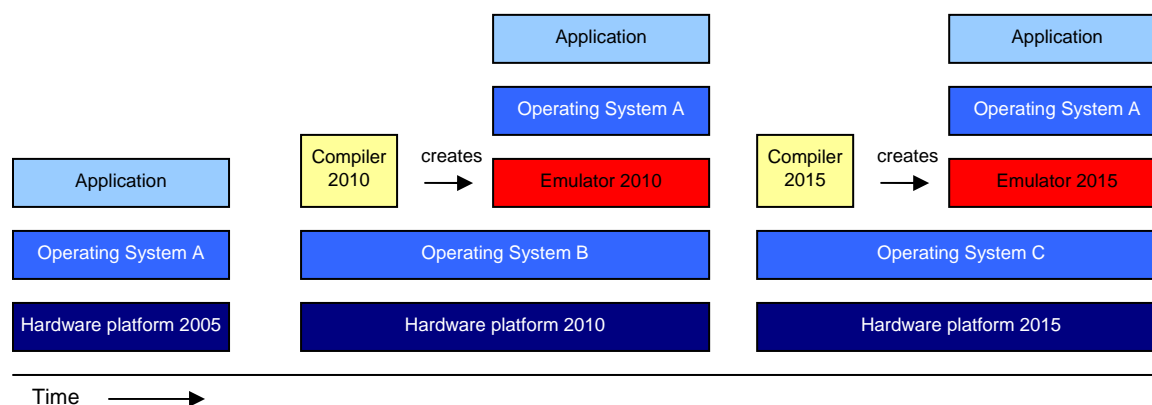 Application
Operating System A
Hardware platform 2005
Application
Operating System A
Compiler
2010
creates
Emulator 2010
Operating System B
Hardware platform 2010
Application
Operating System A
Compiler
2015
creates
Emulator 2015
Operating System C
Hardware platform 2015
Time